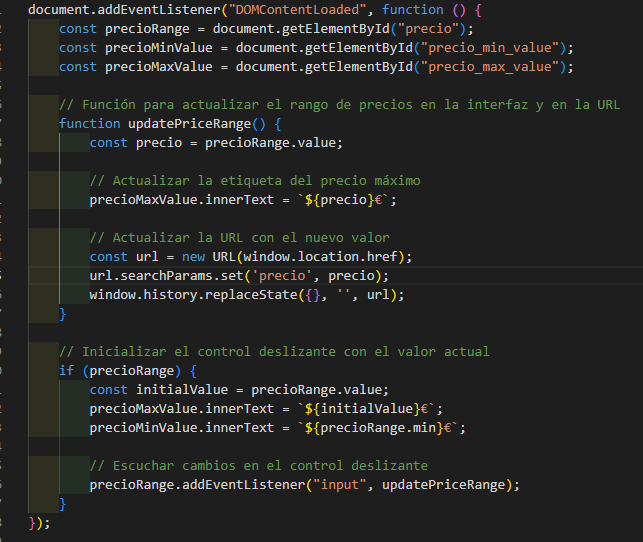 document.addEventListener("DOMContentLoaded", function () {
    const precioRange = document.getElementById("precio");
    const precioMinValue = document.getElementById("precio_min_value");
    const precioMaxValue = document.getElementById("precio_max_value");

    // Función para actualizar el rango de precios en la interfaz y en la URL
    function updatePriceRange() {
        const precio = precioRange.value;

        // Actualizar la etiqueta del precio máximo
        precioMaxValue.innerText = `${precio}€`;

        // Actualizar la URL con el nuevo valor
        const url = new URL(window.location.href);
        url.searchParams.set('precio', precio);
        window.history.replaceState({}, '', url);
    }

    // Inicializar el control deslizante con el valor actual
    if (precioRange) {
        const initialValue = precioRange.value;
        precioMaxValue.innerText = `${initialValue}€`;
        precioMinValue.innerText = `${precioRange.min}€`;

        // Escuchar cambios en el control deslizante
        precioRange.addEventListener("input", updatePriceRange);
    }
});